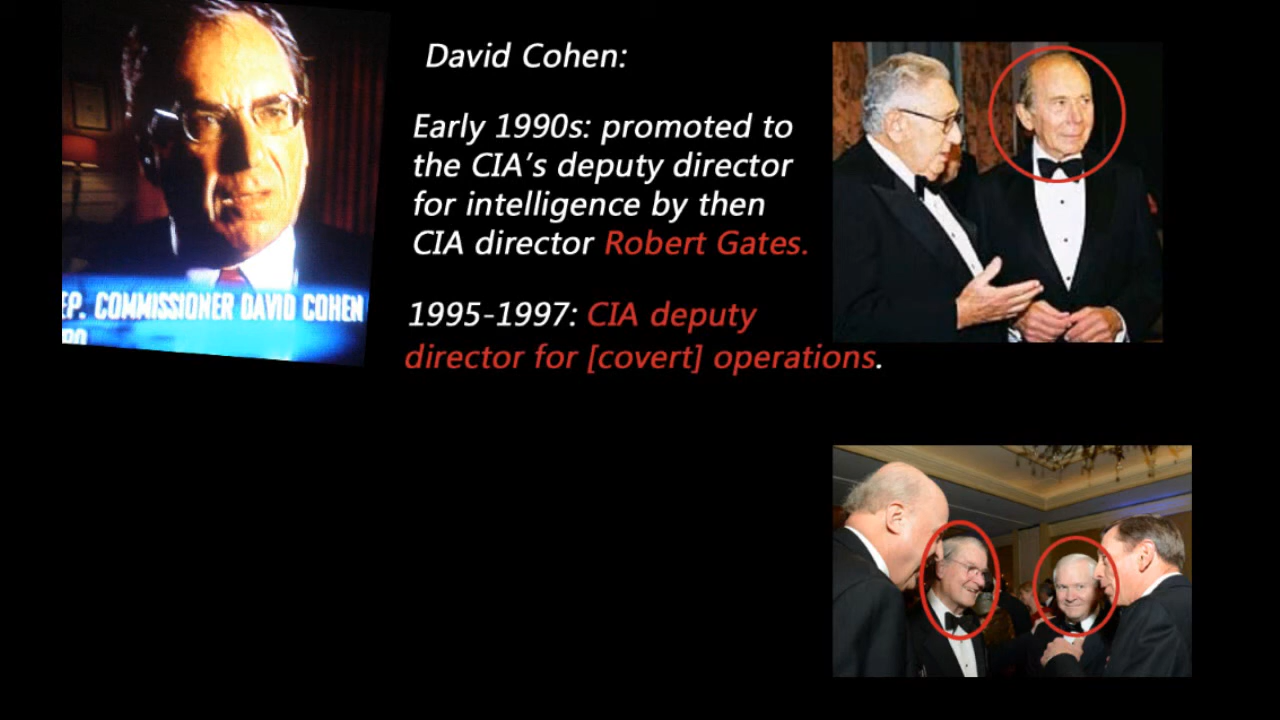 David Cohen:
Early 1990s: promoted to
the CIA's deputy director
for intelligence by then
CIA director Robert Gates.
1995-1997: CIA deputy
director for [covert] operations.
EP. COMMISSIONER DAVID COHEN